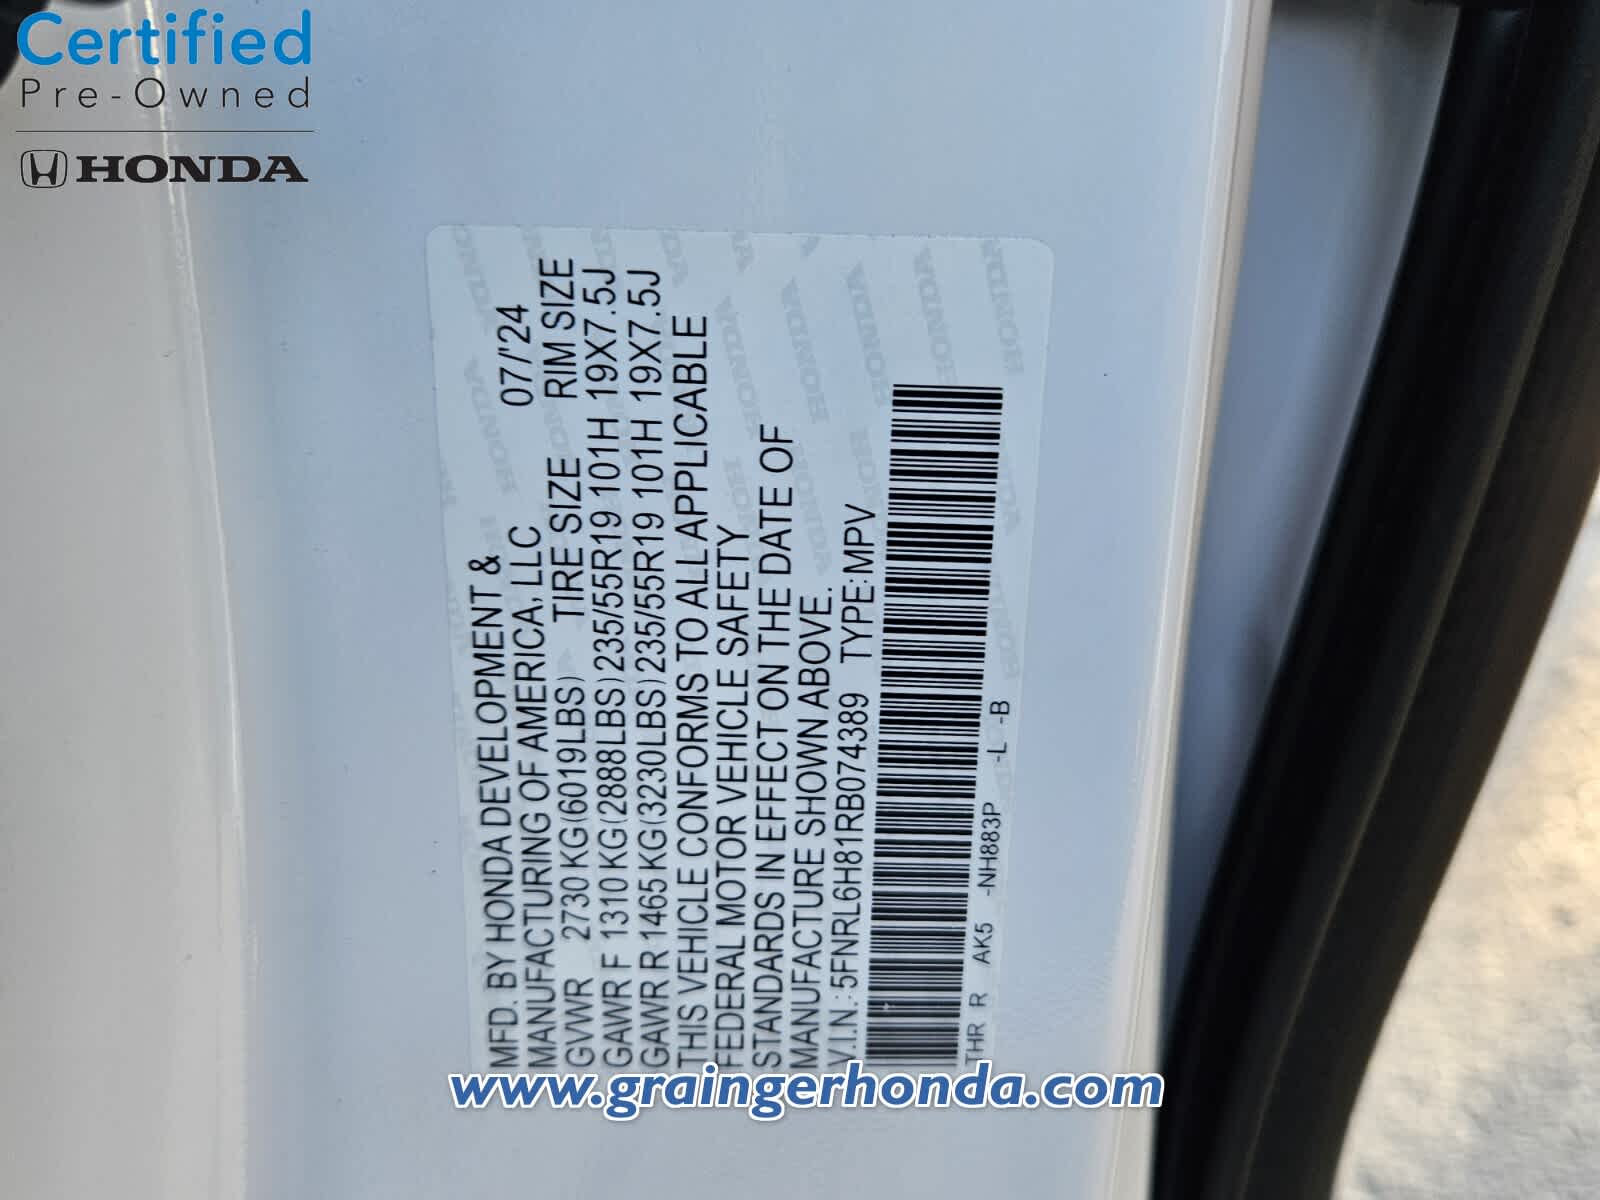 Certified
Pre-Owned
HONDA
MFD. BY HONDA DEVELOPMENT &
MANUFACTURING OF AMERICA, LLC 07/'24
GVWR 2730 KG(6019LBS) TIRE SIZE RIM SIZE
GAWR F 1310 KG(2888LBS) 235/55R19 101H 19X7.5J
GAWR R 1465 KG(3230LBS) 235/55R19 101H 19X7.5J
THIS VEHICLE CONFORMS TO ALL APPLICABLE
FEDERAL MOTOR VEHICLE SAFETY
STANDARDS IN EFFECT ON THE DATE OF
MANUFACTURE SHOWN ABOVE.
V.I.N.: 5FNRL6H81RB074389 TYPE:MPV
THR R AK5 -NH883P -L -B
www.graingerhonda.com